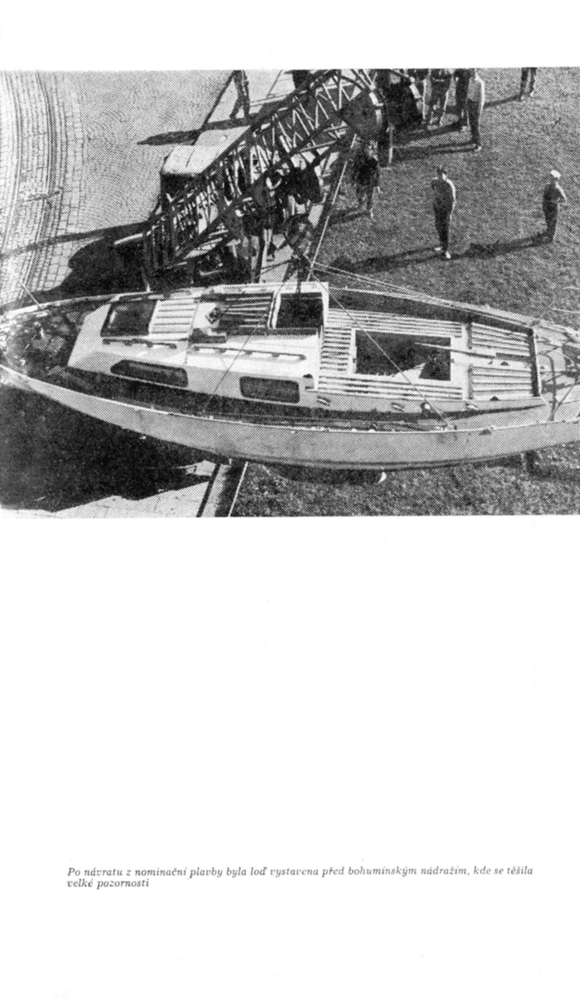 Po návratu z nominační plavby byla loď vystavena před bohumínským nádražím, kde se těšila
velké pozornosti